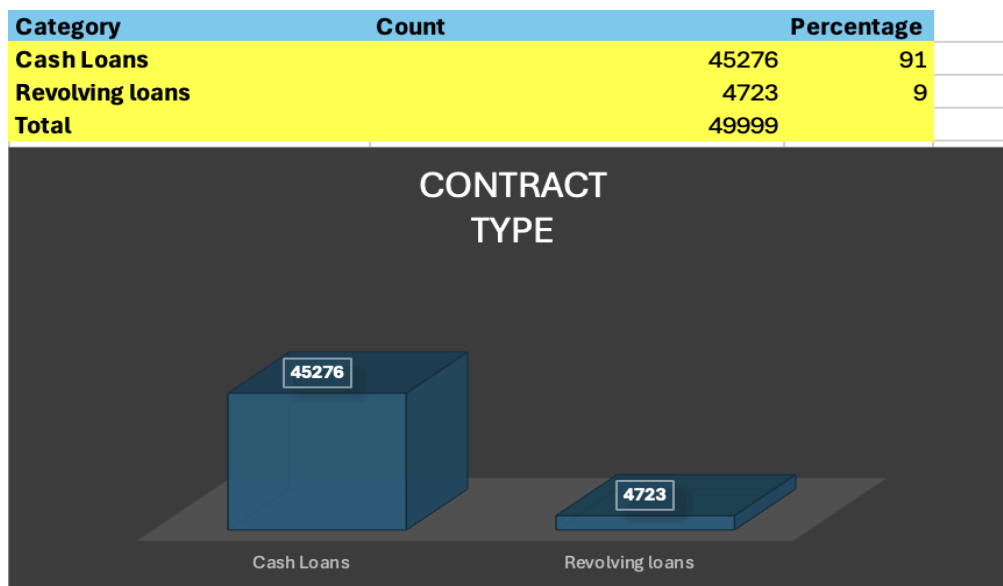 Category Count Percentage
Cash Loans 45276 91
Revolving loans 4723 9
Total 49999
CONTRACT
TYPE
45276
4723
Cash Loans Revolving loans